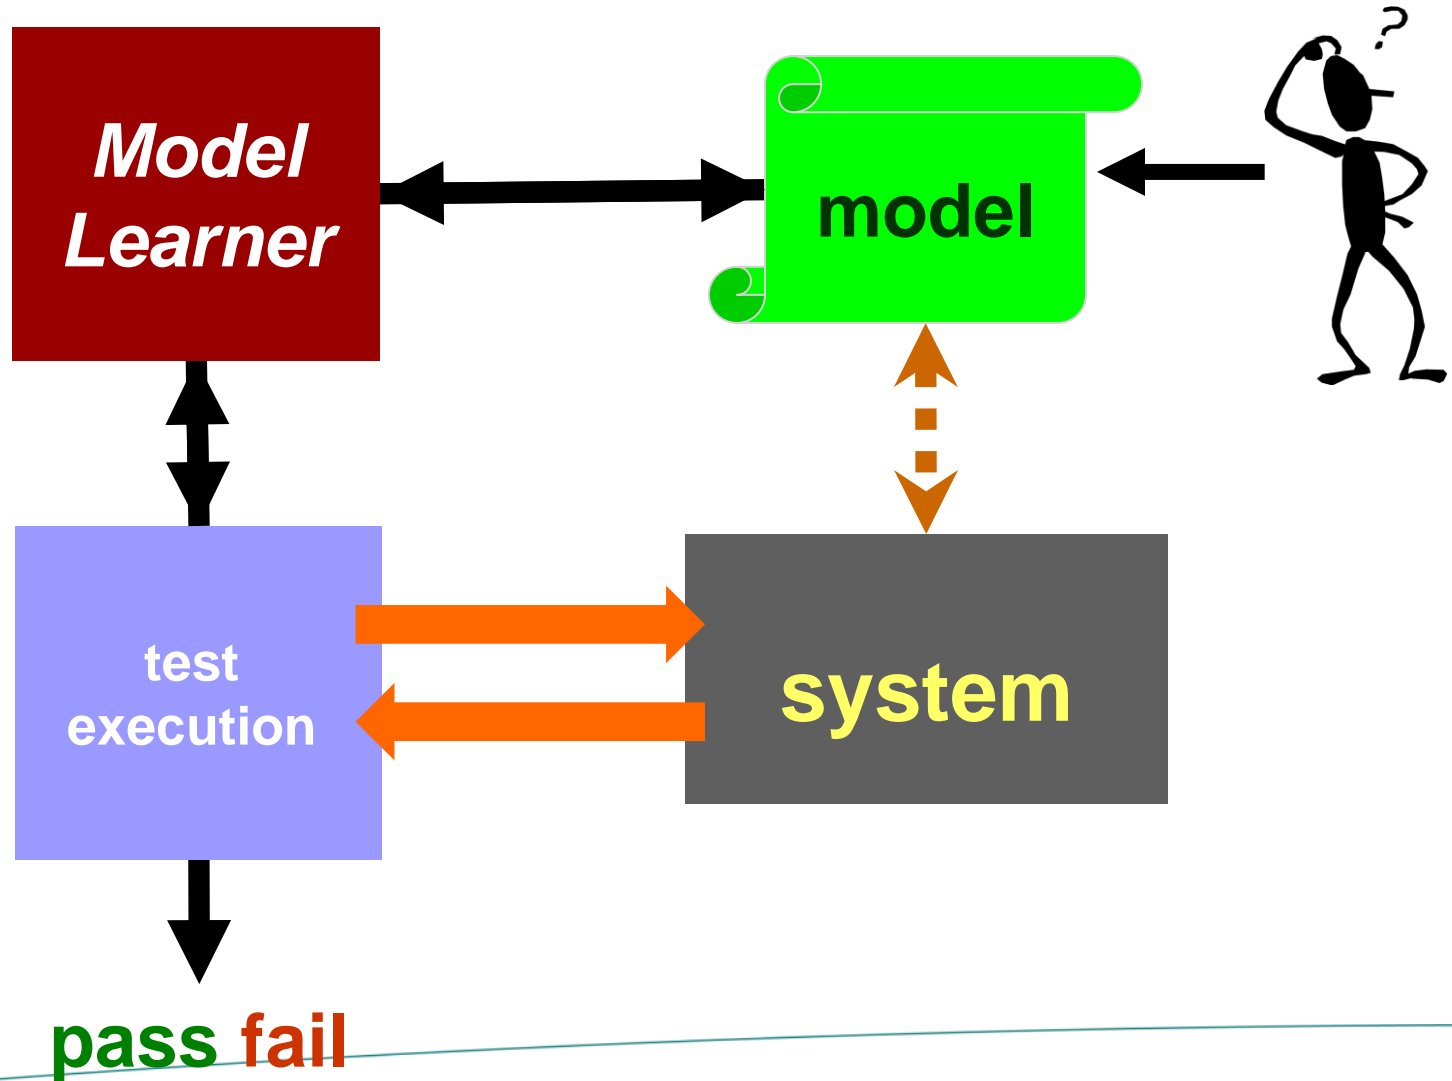 ?
Model
Learner
model
test
execution
system
pass fail